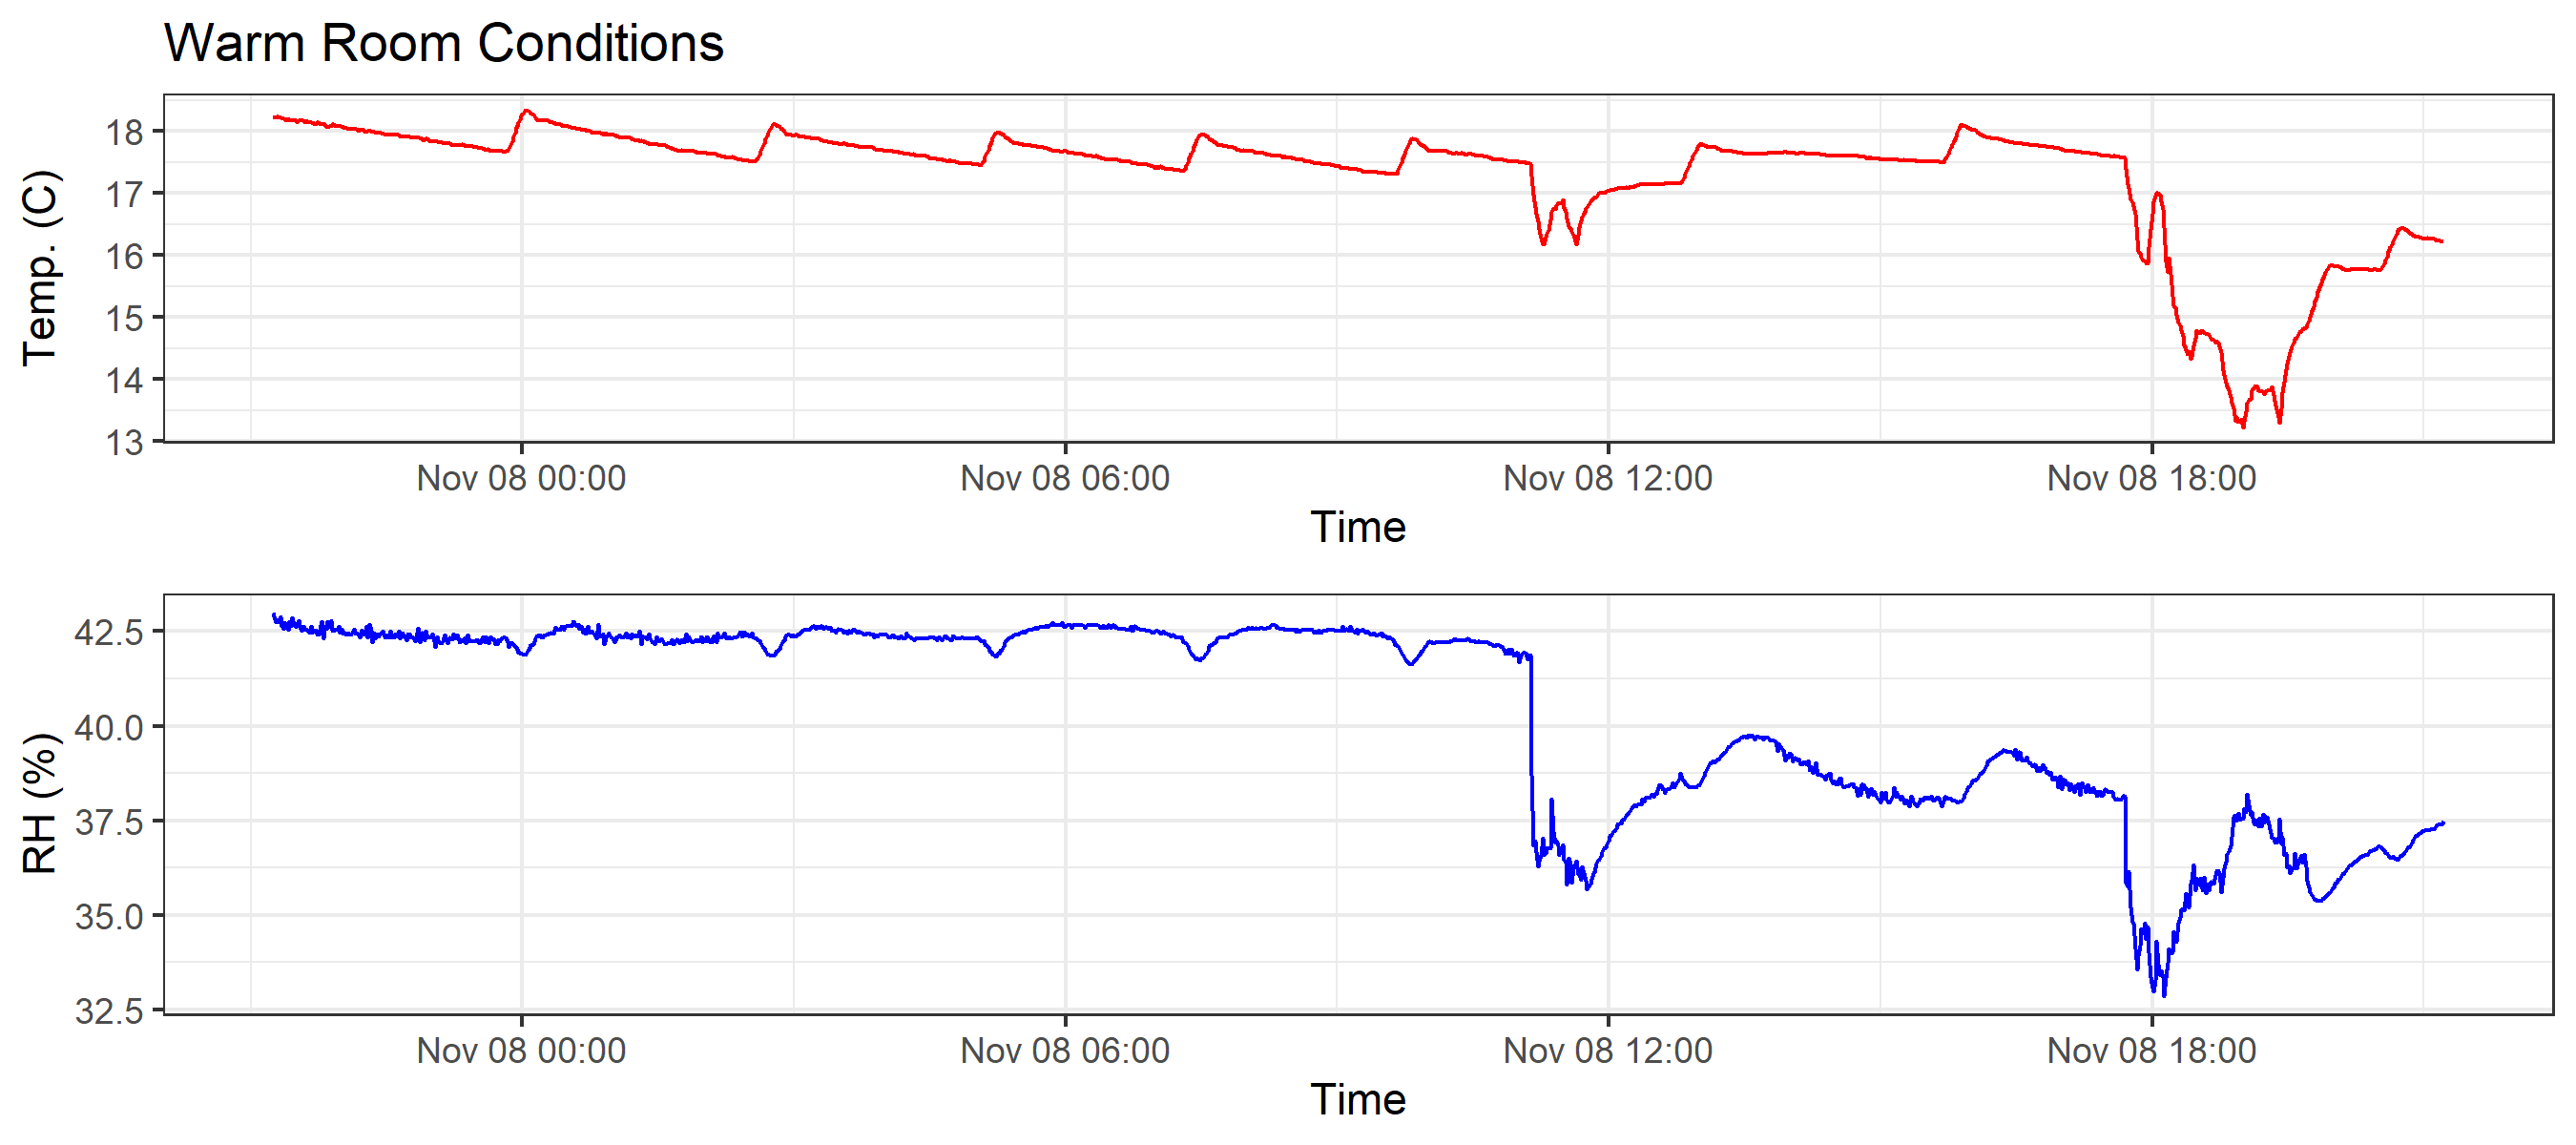 Warm Room Conditions
Temp. (C)
18
17
16
15
14
13
Nov 08 00:00 Nov 08 06:00 Nov 08 12:00 Nov 08 18:00
Time
RH (%)
42.5
40.0
37.5
35.0
32.5
Nov 08 00:00 Nov 08 06:00 Nov 08 12:00 Nov 08 18:00
Time